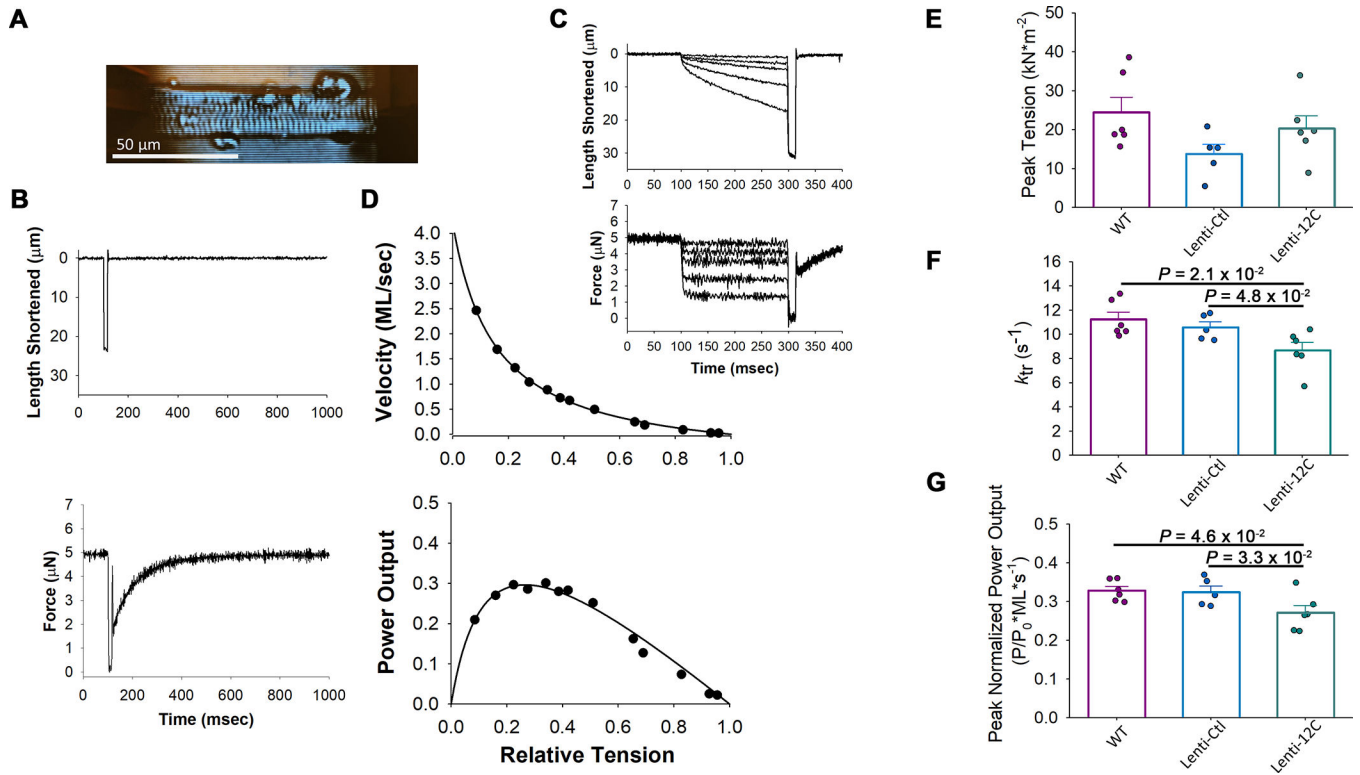 A
50 μm
B
Length Shortened (μm)
0
10
20
30
0 200 400 600 800 1000
Force (μN)
7
6
5
4
3
2
1
0
0 200 400 600 800 1000
Time (msec)
C
Length Shortened (μm)
0
10
20
30
0 50 100 150 200 250 300 350 400
Force (μN)
7
6
5
4
3
2
1
0
0 50 100 150 200 250 300 350 400
Time (msec)
D
Velocity (ML/sec)
4.0
3.5
3.0
2.5
2.0
1.5
1.0
0.5
0.0
0.0 0.2 0.4 0.6 0.8 1.0
Power Output
0.5
0.4
0.3
0.2
0.1
0.0
0.0 0.2 0.4 0.6 0.8 1.0
Relative Tension
E
Peak Tension (kN*m-2)
50
40
30
20
10
0
WT Lenti-Ctl Lenti-12C
F
ktr (s-1)
16
14
12
10
8
6
4
2
0
P = 2.1 x 10-2
P = 4.8 x 10-2
WT Lenti-Ctl Lenti-12C
G
Peak Normalized Power Output
(P/P0*ML*s-1)
0.5
0.4
0.3
0.2
0.1
0.0
P = 4.6 x 10-2
P = 3.3 x 10-2
WT Lenti-Ctl Lenti-12C